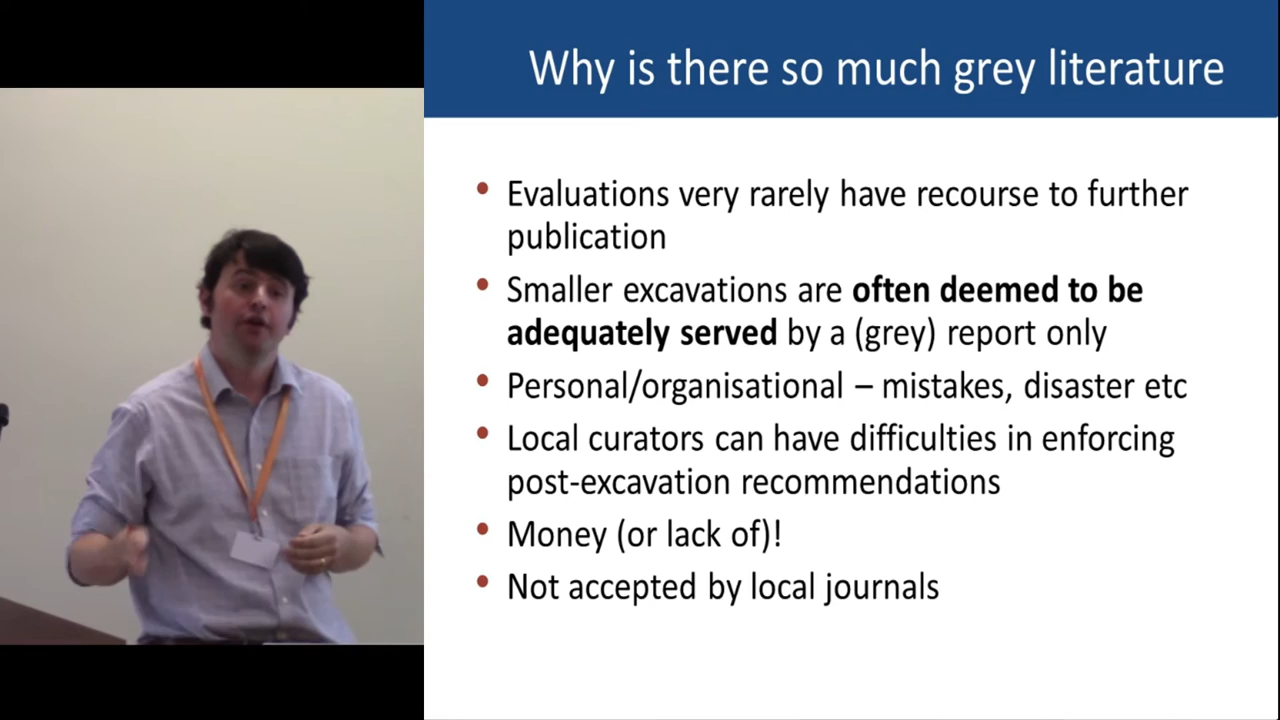 Why is there so much grey literature
• Evaluations very rarely have recourse to further
publication
• Smaller excavations are often deemed to be
adequately served by a (grey) report only
• Personal/organisational – mistakes, disaster etc
• Local curators can have difficulties in enforcing
post-excavation recommendations
• Money (or lack of)!
• Not accepted by local journals